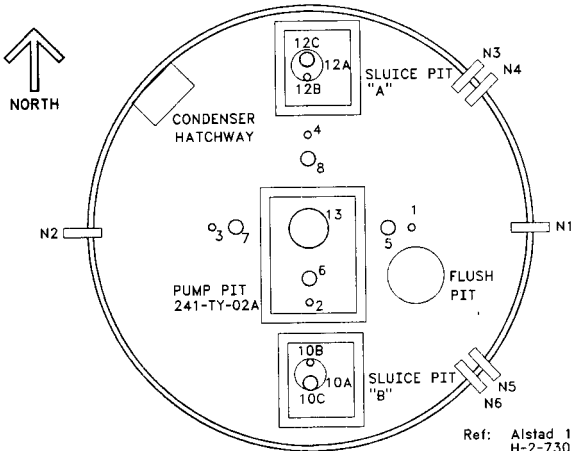 NORTH
12C
12A
12B
SLUICE PIT
"A"
N3
N4
CONDENSER
HATCHWAY
4
8
N2
3
7
13
5
1
N1
6
2
PUMP PIT
241-TY-02A
FLUSH
PIT
10B
10A
10C
SLUICE PIT
"B"
N5
N6
Ref: Alstad 1
H-2-730